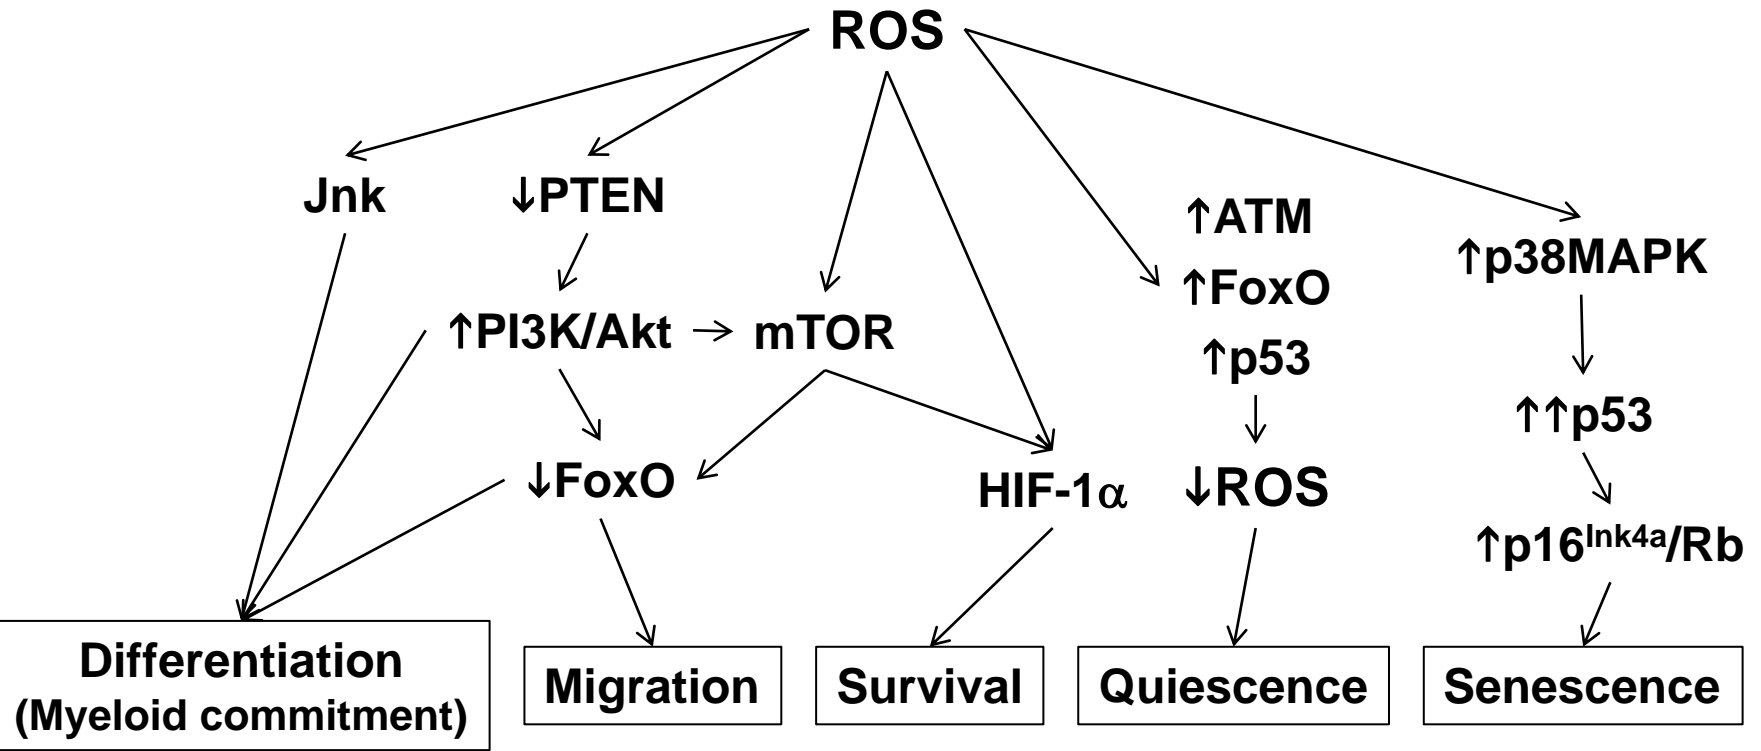 ROS
Jnk
↓PTEN
↑ATM
↑p38MAPK
↑FoxO
↑PI3K/Akt
mTOR
↑p53
↑↑p53
↓FoxO
HIF-1α
↓ROS
↑p16Ink4a/Rb
Differentiation
(Myeloid commitment)
Migration
Survival
Quiescence
Senescence